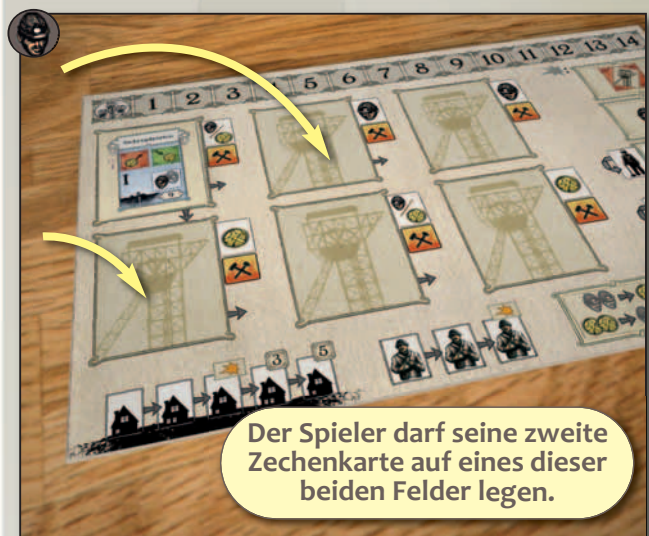 1 2 3 4 5 6 7 8 9 10 11 12 13 14
1
3 5
Der Spieler darf seine zweite
Zechenkarte auf eines dieser
beiden Felder legen.